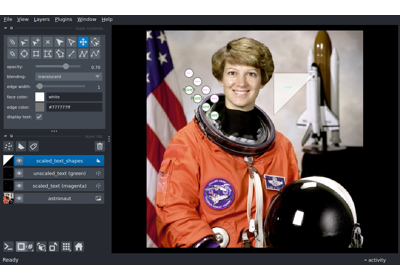 File View Layers Plugins Window Help
opacity: 0.70
blending: translucent
edge width: 1
face color: white
edge color: #777777ff
display text: ✓
scaled_text_shapes
unscaled_text (green)
scaled_text (magenta)
astronaut
Ready
activity